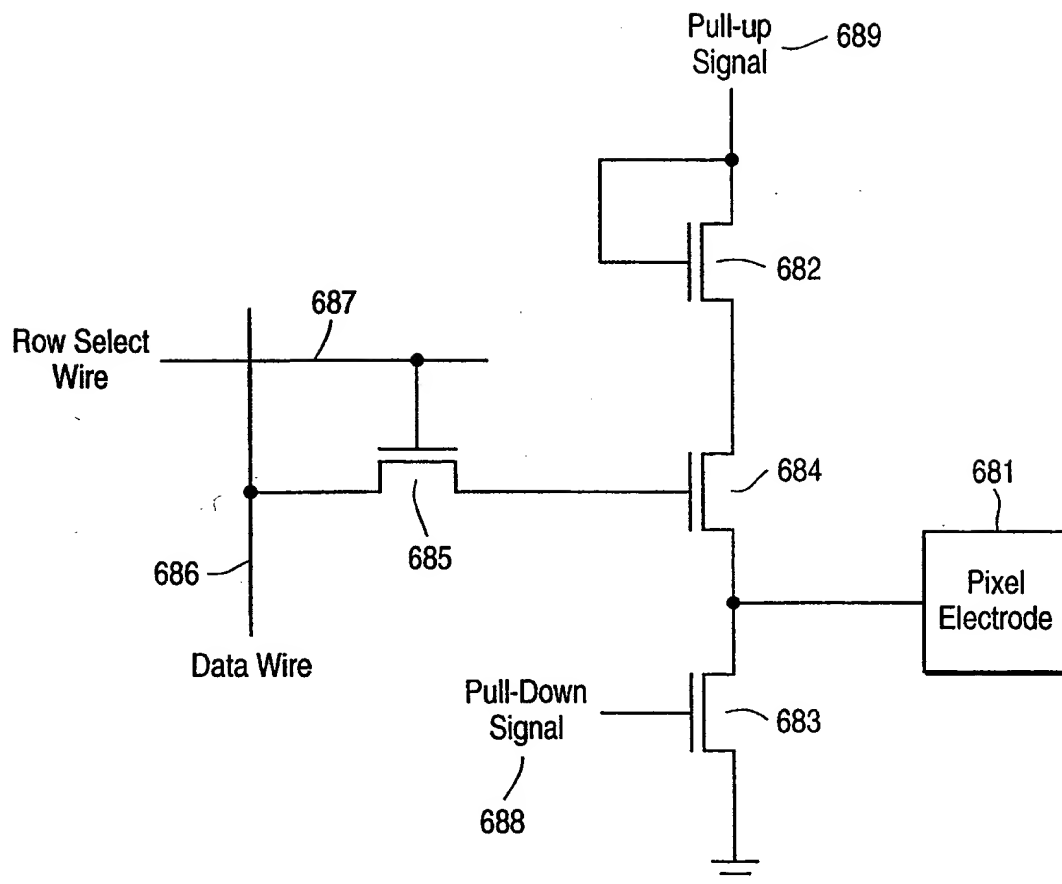 Pull-up
Signal
689
682
687
Row Select
Wire
684
681
685
686
Pixel
Electrode
Data Wire
Pull-Down
Signal
683
688